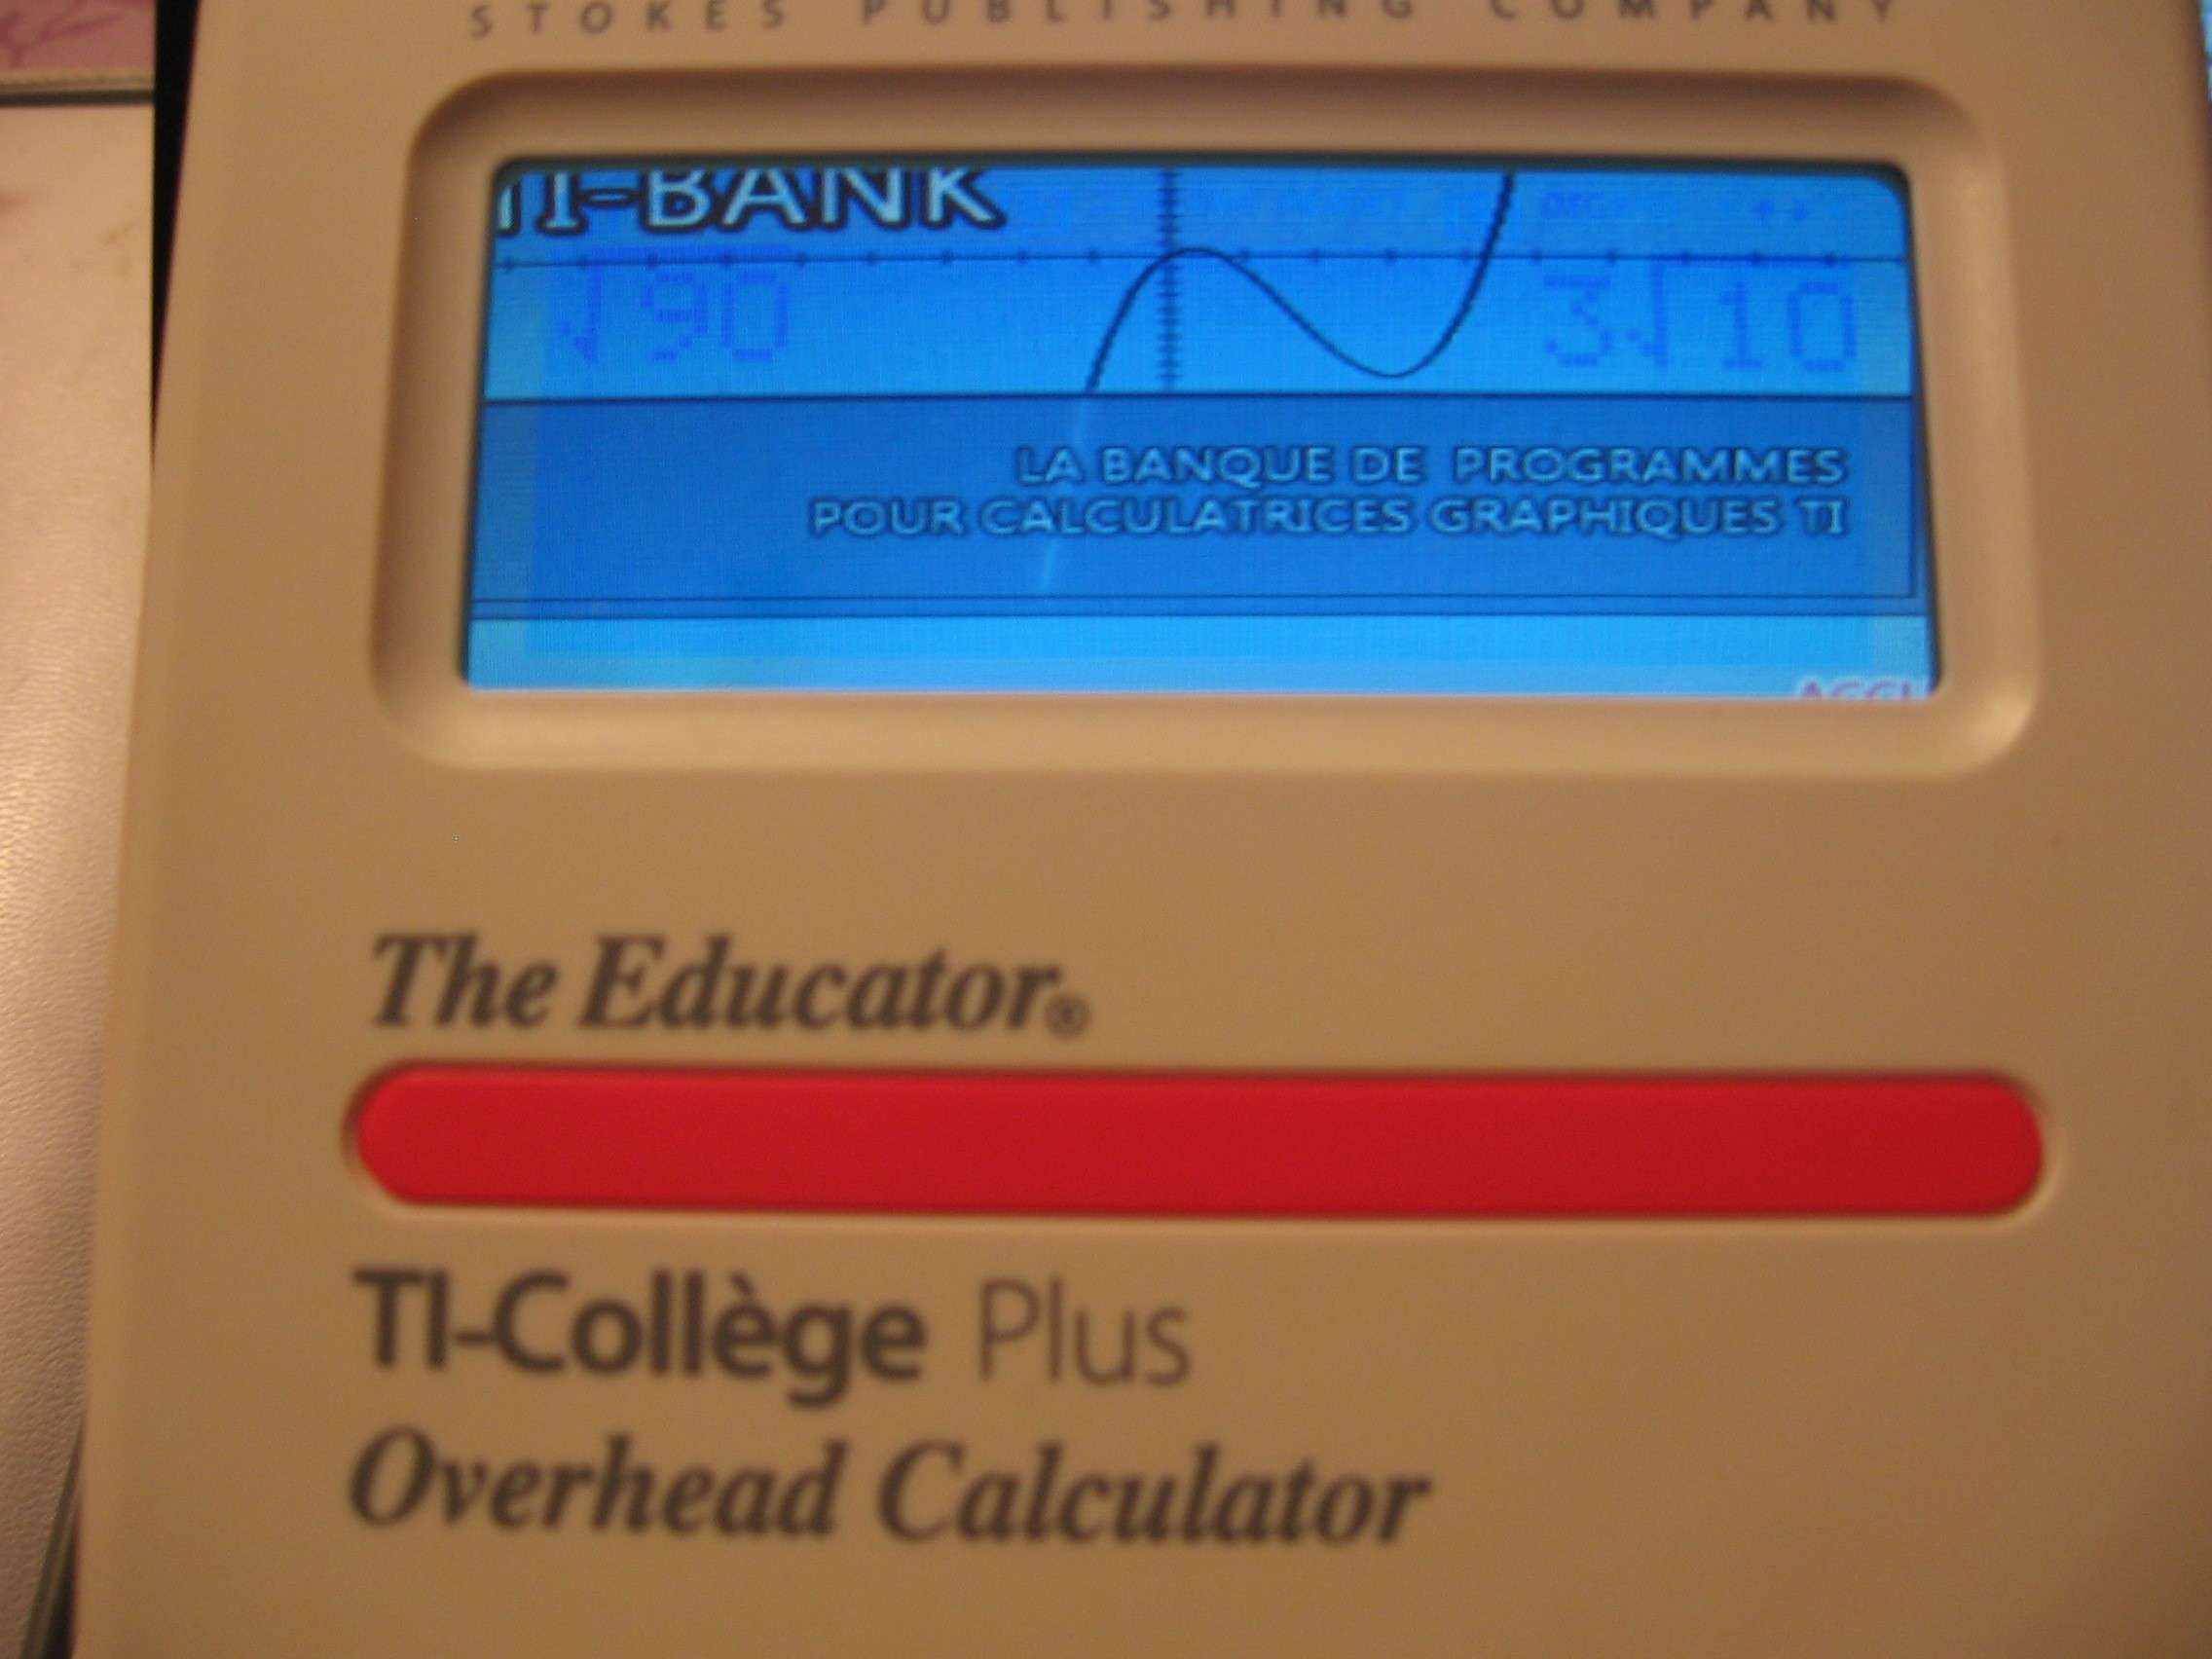 STOKES PUBLISHING COMPANY
TI-BANK
DEG
√90 3√10
LA BANQUE DE PROGRAMMES
POUR CALCULATRICES GRAPHIQUES TI
The Educator®
TI-Collège Plus
Overhead Calculator